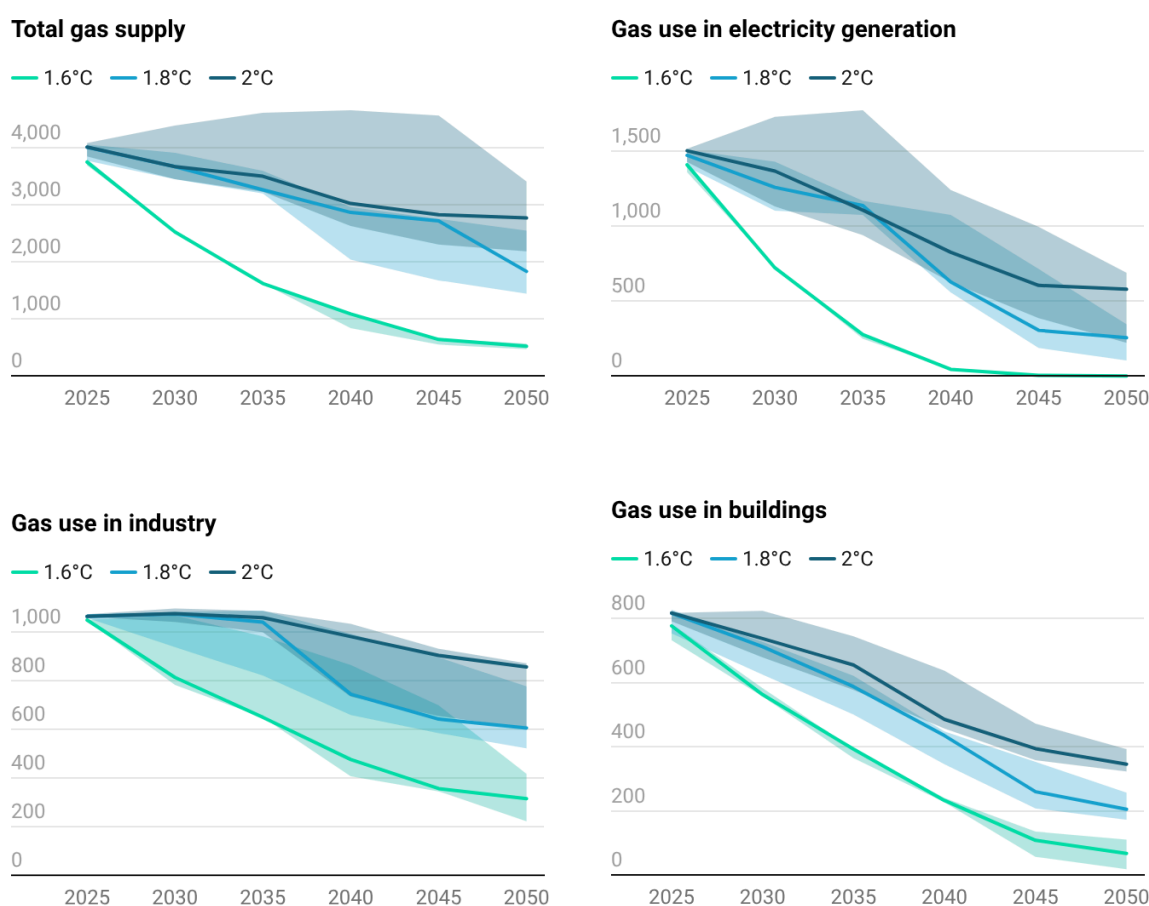 Total gas supply
1.6°C 1.8°C 2°C
4,000
3,000
2,000
1,000
0
2025 2030 2035 2040 2045 2050
Gas use in electricity generation
1.6°C 1.8°C 2°C
1,500
1,000
500
0
2025 2030 2035 2040 2045 2050
Gas use in industry
1.6°C 1.8°C 2°C
1,000
800
600
400
200
0
2025 2030 2035 2040 2045 2050
Gas use in buildings
1.6°C 1.8°C 2°C
800
600
400
200
0
2025 2030 2035 2040 2045 2050